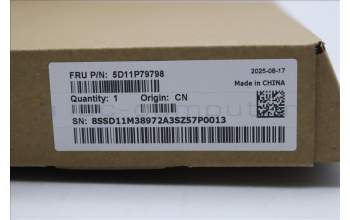 FRU P/N: 5D11P79798
2025-08-17
Made in CHINA
Quantity: 1 Origin: CN
SN: 8SSD11M38972A3SZ57P0013